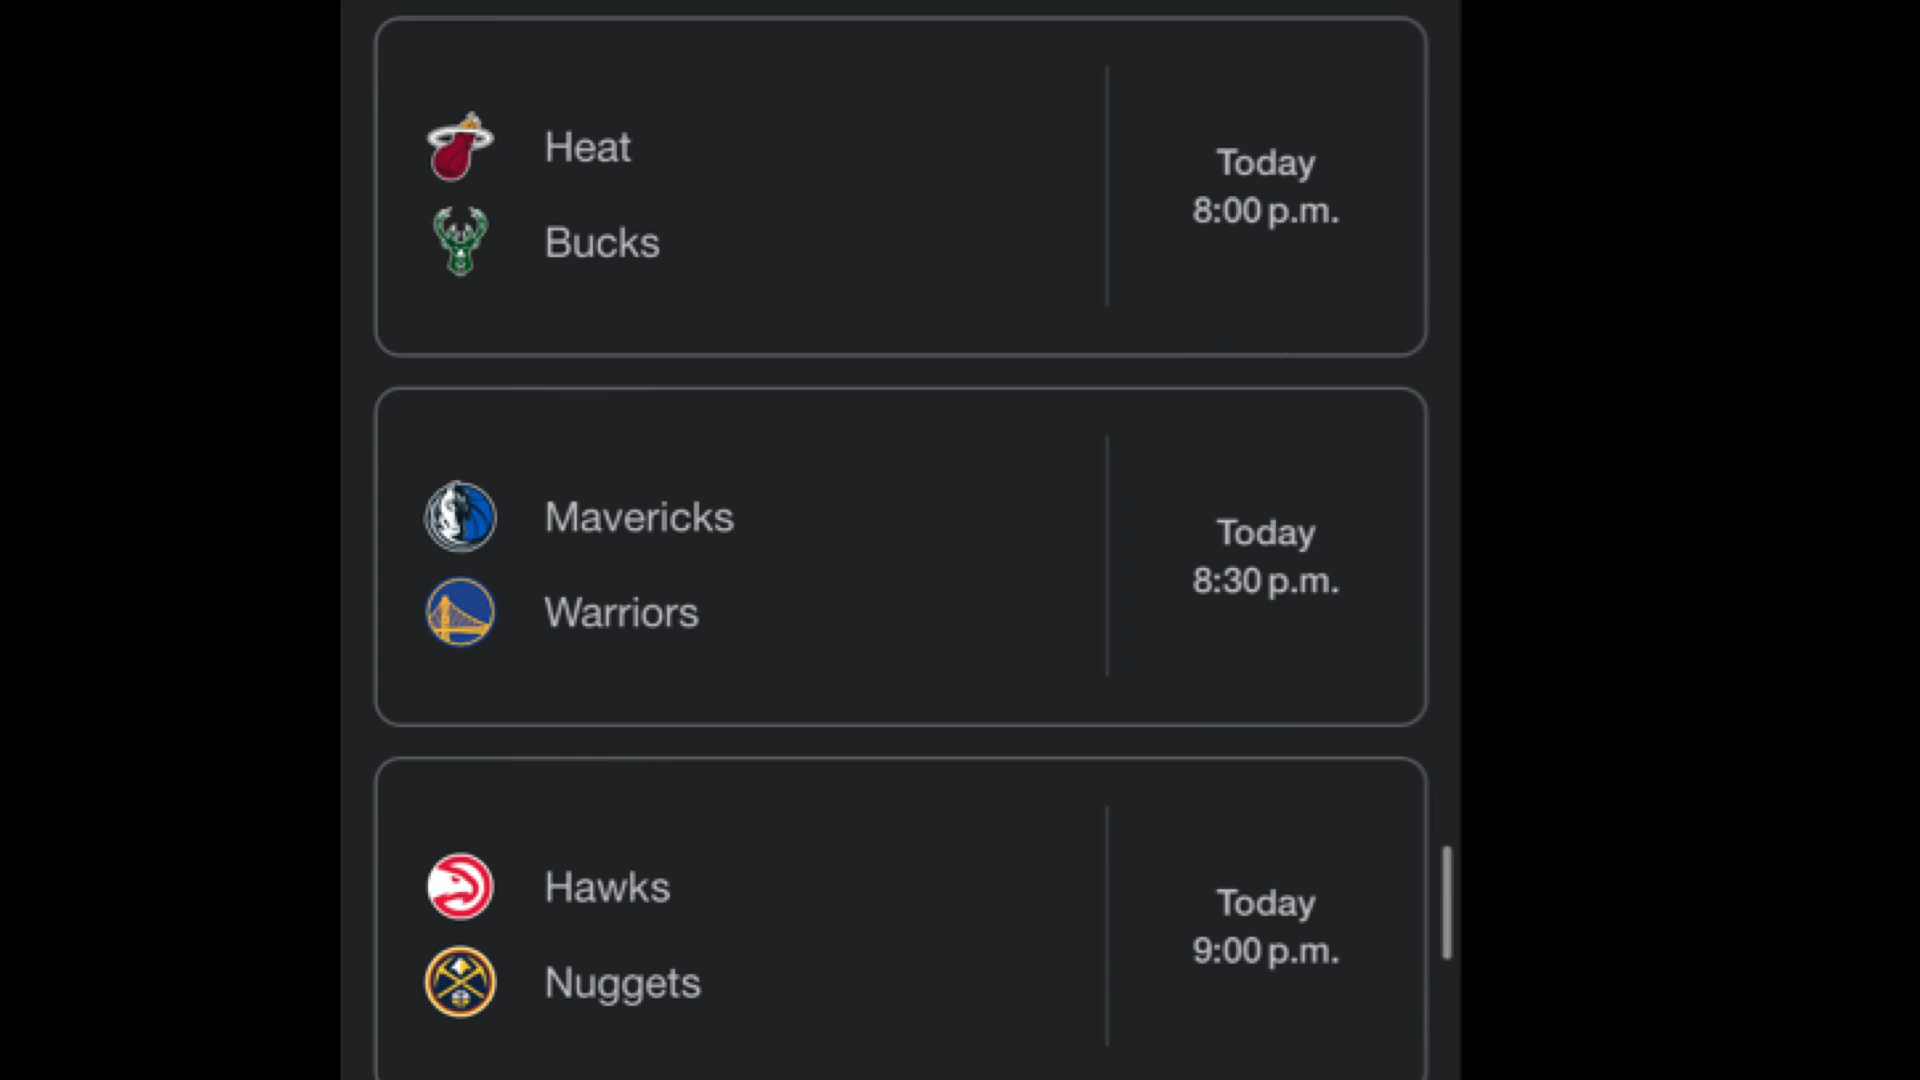 Heat
Today
8:00 p.m.
Bucks
Mavericks
Today
8:30 p.m.
Warriors
Hawks
Today
9:00 p.m.
Nuggets